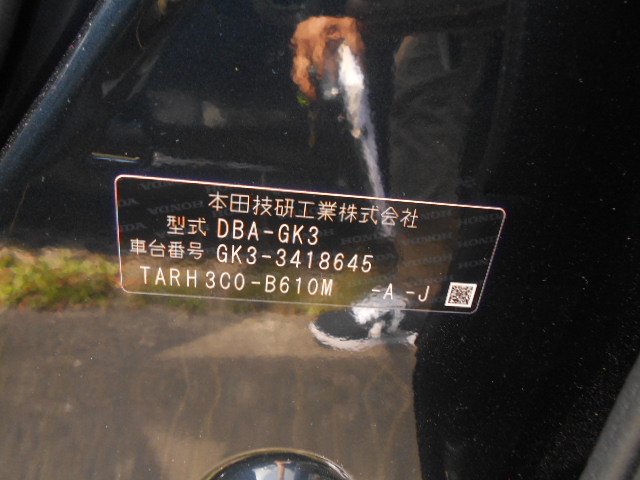 本田技研工業株式会社
型式 DBA-GK3
車台番号 GK3-3418645
TARH3C0-B610M -A -J